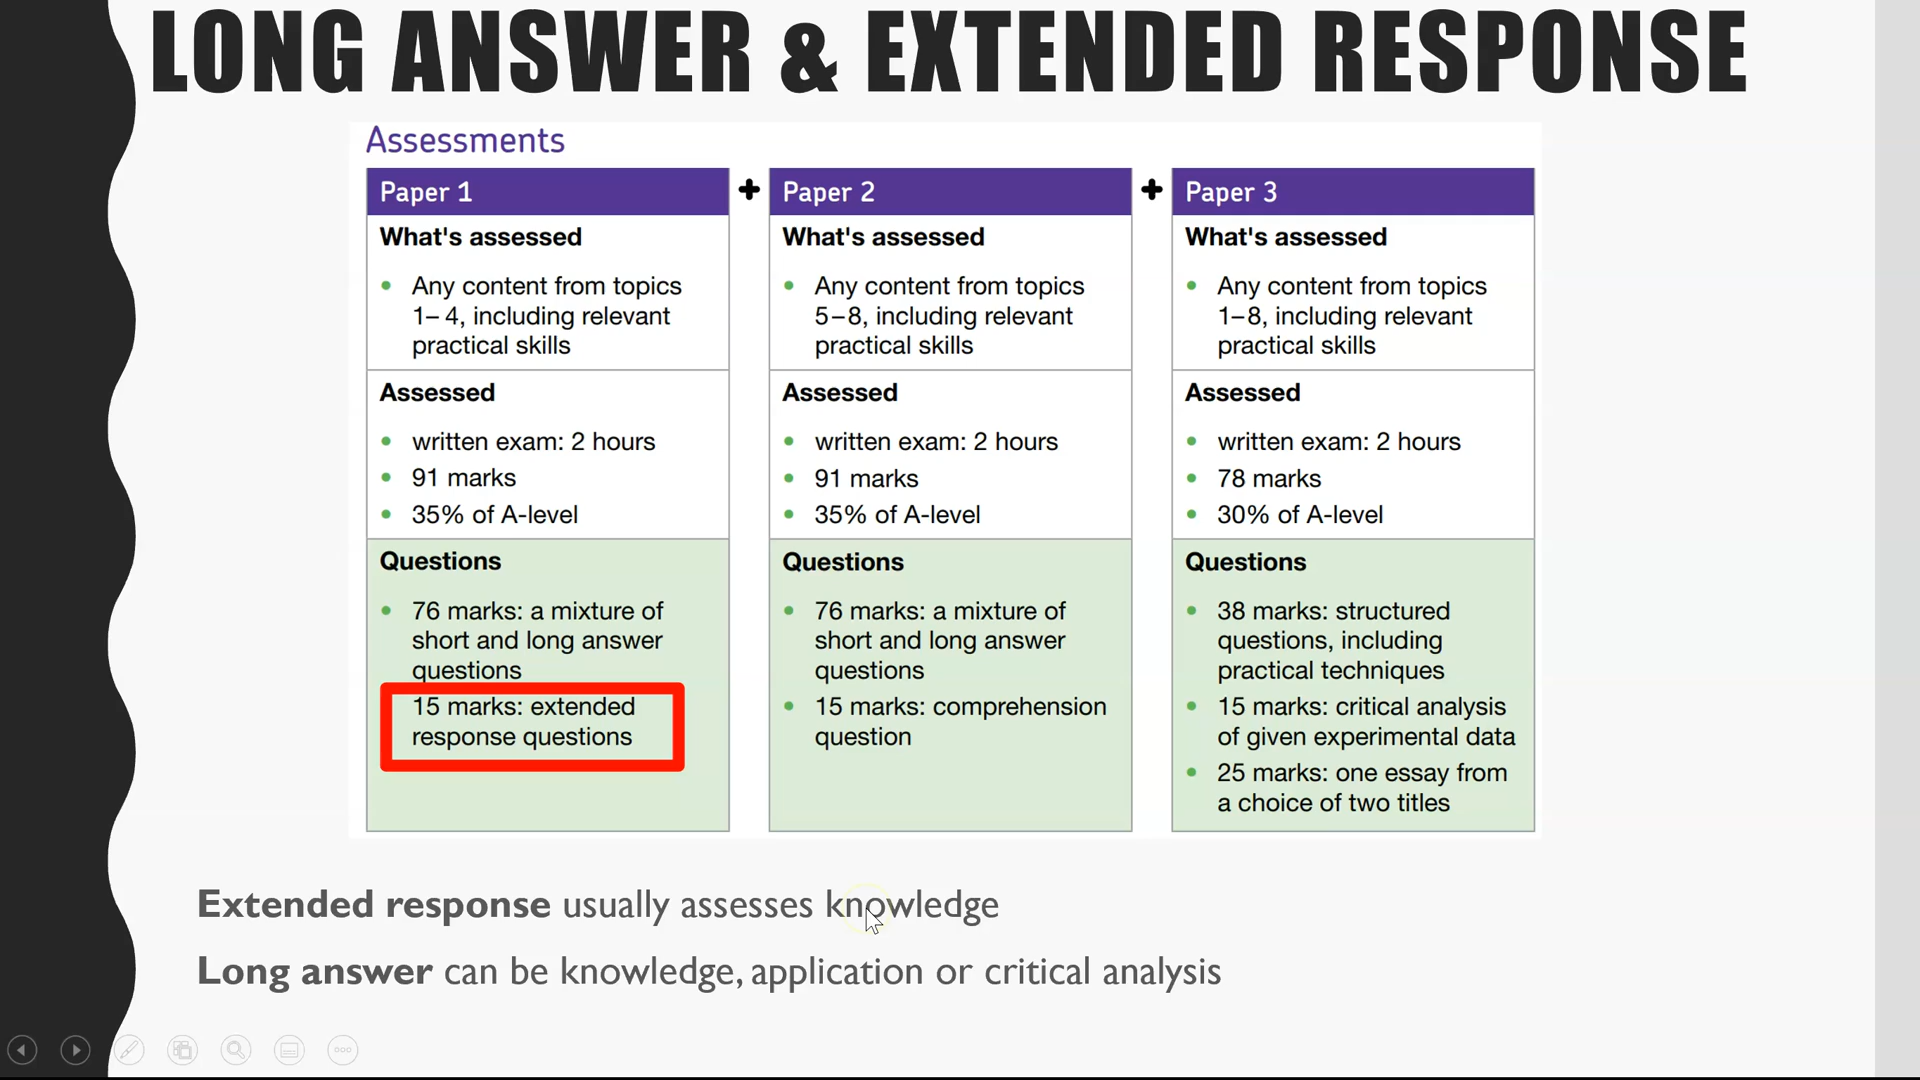 LONG ANSWER & EXTENDED RESPONSE
Assessments
Paper 1
What's assessed
• Any content from topics
1– 4, including relevant
practical skills
Assessed
• written exam: 2 hours
• 91 marks
• 35% of A-level
Questions
• 76 marks: a mixture of
short and long answer
questions
15 marks: extended
response questions
+
Paper 2
What's assessed
• Any content from topics
5–8, including relevant
practical skills
Assessed
• written exam: 2 hours
• 91 marks
• 35% of A-level
Questions
• 76 marks: a mixture of
short and long answer
questions
• 15 marks: comprehension
question
+
Paper 3
What's assessed
• Any content from topics
1–8, including relevant
practical skills
Assessed
• written exam: 2 hours
• 78 marks
• 30% of A-level
Questions
• 38 marks: structured
questions, including
practical techniques
• 15 marks: critical analysis
of given experimental data
• 25 marks: one essay from
a choice of two titles
Extended response usually assesses knowledge
Long answer can be knowledge, application or critical analysis